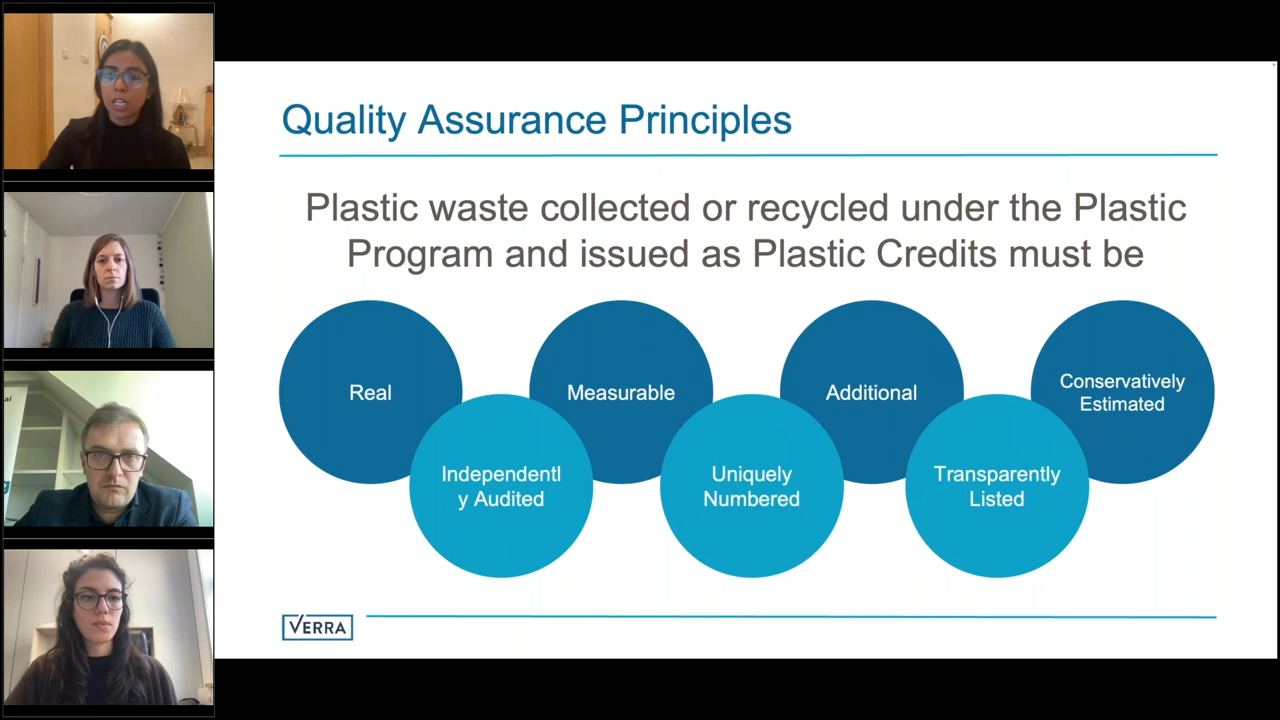 Quality Assurance Principles
Plastic waste collected or recycled under the Plastic
Program and issued as Plastic Credits must be
Real
Independentl
y Audited
Measurable
Uniquely
Numbered
Additional
Transparently
Listed
Conservatively
Estimated
VERRA